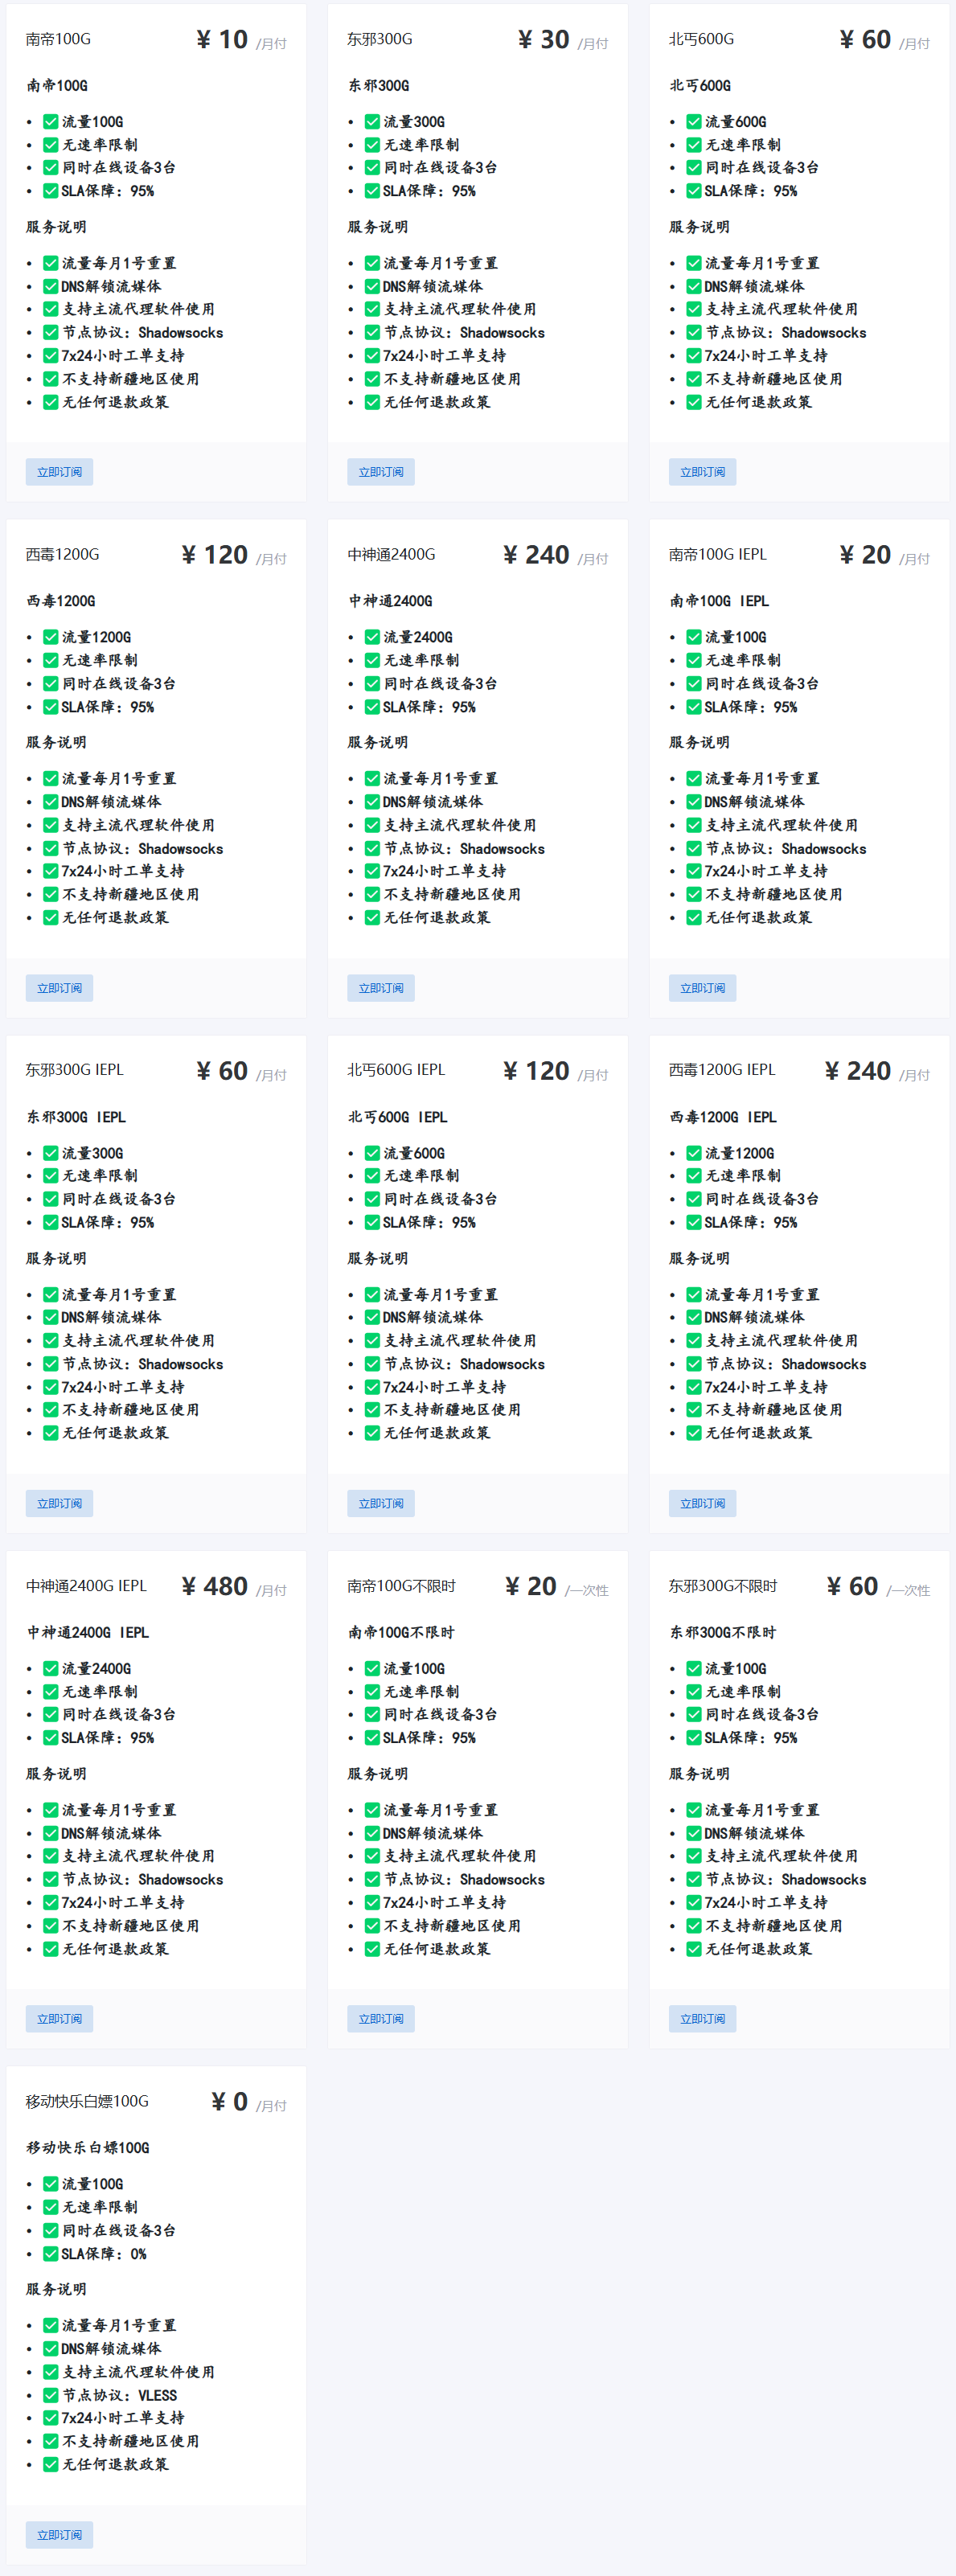 南帝100G
¥ 10 /月付
南帝100G
• ✅流量100G
• ✅无速率限制
• ✅同时在线设备3台
• ✅SLA保障：95%
服务说明
• ✅流量每月1号重置
• ✅DNS解锁流媒体
• ✅支持主流代理软件使用
• ✅节点协议：Shadowsocks
• ✅7x24小时工单支持
• ✅不支持新疆地区使用
• ✅无任何退款政策
立即订阅
东邪300G
¥ 30 /月付
东邪300G
• ✅流量300G
• ✅无速率限制
• ✅同时在线设备3台
• ✅SLA保障：95%
服务说明
• ✅流量每月1号重置
• ✅DNS解锁流媒体
• ✅支持主流代理软件使用
• ✅节点协议：Shadowsocks
• ✅7x24小时工单支持
• ✅不支持新疆地区使用
• ✅无任何退款政策
立即订阅
北丐600G
¥ 60 /月付
北丐600G
• ✅流量600G
• ✅无速率限制
• ✅同时在线设备3台
• ✅SLA保障：95%
服务说明
• ✅流量每月1号重置
• ✅DNS解锁流媒体
• ✅支持主流代理软件使用
• ✅节点协议：Shadowsocks
• ✅7x24小时工单支持
• ✅不支持新疆地区使用
• ✅无任何退款政策
立即订阅
西毒1200G
¥ 120 /月付
西毒1200G
• ✅流量1200G
• ✅无速率限制
• ✅同时在线设备3台
• ✅SLA保障：95%
服务说明
• ✅流量每月1号重置
• ✅DNS解锁流媒体
• ✅支持主流代理软件使用
• ✅节点协议：Shadowsocks
• ✅7x24小时工单支持
• ✅不支持新疆地区使用
• ✅无任何退款政策
立即订阅
中神通2400G
¥ 240 /月付
中神通2400G
• ✅流量2400G
• ✅无速率限制
• ✅同时在线设备3台
• ✅SLA保障：95%
服务说明
• ✅流量每月1号重置
• ✅DNS解锁流媒体
• ✅支持主流代理软件使用
• ✅节点协议：Shadowsocks
• ✅7x24小时工单支持
• ✅不支持新疆地区使用
• ✅无任何退款政策
立即订阅
南帝100G IEPL
¥ 20 /月付
南帝100G IEPL
• ✅流量100G
• ✅无速率限制
• ✅同时在线设备3台
• ✅SLA保障：95%
服务说明
• ✅流量每月1号重置
• ✅DNS解锁流媒体
• ✅支持主流代理软件使用
• ✅节点协议：Shadowsocks
• ✅7x24小时工单支持
• ✅不支持新疆地区使用
• ✅无任何退款政策
立即订阅
东邪300G IEPL
¥ 60 /月付
东邪300G IEPL
• ✅流量300G
• ✅无速率限制
• ✅同时在线设备3台
• ✅SLA保障：95%
服务说明
• ✅流量每月1号重置
• ✅DNS解锁流媒体
• ✅支持主流代理软件使用
• ✅节点协议：Shadowsocks
• ✅7x24小时工单支持
• ✅不支持新疆地区使用
• ✅无任何退款政策
立即订阅
北丐600G IEPL
¥ 120 /月付
北丐600G IEPL
• ✅流量600G
• ✅无速率限制
• ✅同时在线设备3台
• ✅SLA保障：95%
服务说明
• ✅流量每月1号重置
• ✅DNS解锁流媒体
• ✅支持主流代理软件使用
• ✅节点协议：Shadowsocks
• ✅7x24小时工单支持
• ✅不支持新疆地区使用
• ✅无任何退款政策
立即订阅
西毒1200G IEPL
¥ 240 /月付
西毒1200G IEPL
• ✅流量1200G
• ✅无速率限制
• ✅同时在线设备3台
• ✅SLA保障：95%
服务说明
• ✅流量每月1号重置
• ✅DNS解锁流媒体
• ✅支持主流代理软件使用
• ✅节点协议：Shadowsocks
• ✅7x24小时工单支持
• ✅不支持新疆地区使用
• ✅无任何退款政策
立即订阅
中神通2400G IEPL
¥ 480 /月付
中神通2400G IEPL
• ✅流量2400G
• ✅无速率限制
• ✅同时在线设备3台
• ✅SLA保障：95%
服务说明
• ✅流量每月1号重置
• ✅DNS解锁流媒体
• ✅支持主流代理软件使用
• ✅节点协议：Shadowsocks
• ✅7x24小时工单支持
• ✅不支持新疆地区使用
• ✅无任何退款政策
立即订阅
南帝100G不限时
¥ 20 /一次性
南帝100G不限时
• ✅流量100G
• ✅无速率限制
• ✅同时在线设备3台
• ✅SLA保障：95%
服务说明
• ✅流量每月1号重置
• ✅DNS解锁流媒体
• ✅支持主流代理软件使用
• ✅节点协议：Shadowsocks
• ✅7x24小时工单支持
• ✅不支持新疆地区使用
• ✅无任何退款政策
立即订阅
东邪300G不限时
¥ 60 /一次性
东邪300G不限时
• ✅流量100G
• ✅无速率限制
• ✅同时在线设备3台
• ✅SLA保障：95%
服务说明
• ✅流量每月1号重置
• ✅DNS解锁流媒体
• ✅支持主流代理软件使用
• ✅节点协议：Shadowsocks
• ✅7x24小时工单支持
• ✅不支持新疆地区使用
• ✅无任何退款政策
立即订阅
移动快乐白嫖100G
¥ 0 /月付
移动快乐白嫖100G
• ✅流量100G
• ✅无速率限制
• ✅同时在线设备3台
• ✅SLA保障：0%
服务说明
• ✅流量每月1号重置
• ✅DNS解锁流媒体
• ✅支持主流代理软件使用
• ✅节点协议：VLESS
• ✅7x24小时工单支持
• ✅不支持新疆地区使用
• ✅无任何退款政策
立即订阅